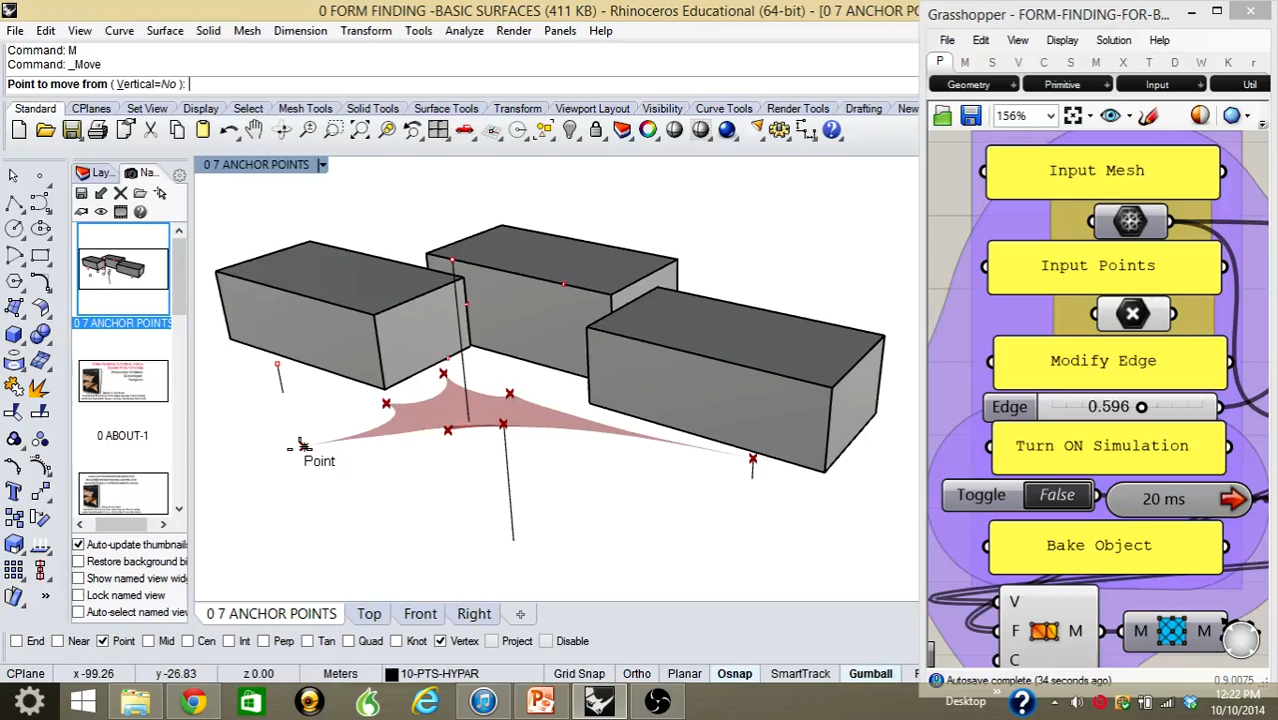 0 FORM FINDING -BASIC SURFACES (411 KB) - Rhinoceros Educational (64-bit) - [0 7 ANCHOR
File Edit View Curve Surface Solid Mesh Dimension Transform Tools Analyze Render Panels Help
Command: M
Command: _Move
Point to move from ( Vertical=No ):
Standard CPlanes Set View Display Select Mesh Tools Solid Tools Surface Tools Transform Viewport Layout Visibility Curve Tools Render Tools Drafting New
Lay... Na...
0 7 ANCHOR POINTS
0 7 ANCHOR POINTS
0 ABOUT-1
Auto-update thumbnails
Restore background bi
Show named view wid
Lock named view
Auto-select named view
Point
0 7 ANCHOR POINTS Top Front Right
End Near Point Mid Cen Int Perp Tan Quad Knot Vertex Project Disable
CPlane x -99.26 y -26.83 z 0.00 Meters 10-PTS-HYPAR Grid Snap Ortho Planar Osnap SmartTrack Gumball
Grasshopper - FORM-FINDING-FOR-B...
File Edit View Display Solution Help
P M S V C S M I T D W K r
Geometry Primitive Input Util
156%
Input Mesh
Input Points
Modify Edge
Edge 0.596
Turn ON Simulation
Toggle False 20 ms
Bake Object
V
F M M M
C
Autosave complete (34 seconds ago) 0.9.0075
Desktop
12:22 PM
10/10/2014